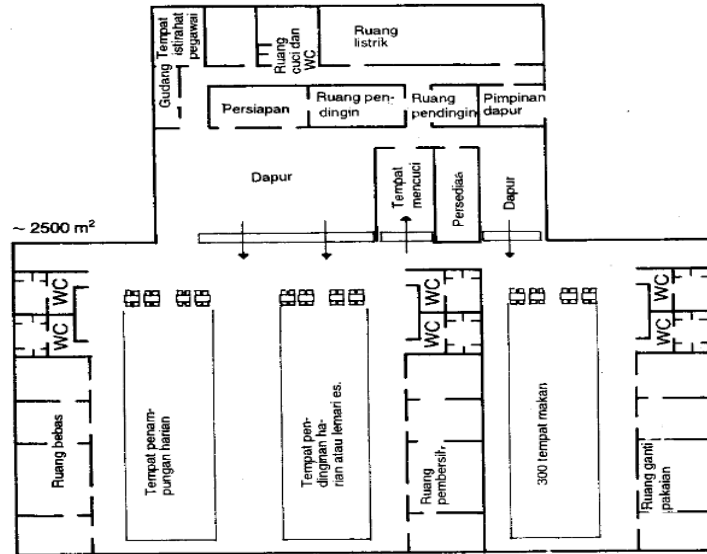 Gudang
Tempat
istirahat
pegawai
Ruang
cuci dan
WC
Ruang
listrik
Persiapan
Ruang pen-
dingin
Ruang
pendingin
Pimpinan
dapur
Dapur
Tempat
mencuci
Persediaa
Dapur
~ 2500 m²
WC
WC
WC
WC
WC
WC
Ruang bebas
Tempat penam-
pungan harian
Tempat pen-
dinginan ha-
rian atau lemari es.
Ruang
pembersih
300 tempat makan
Ruang ganti
pakaian